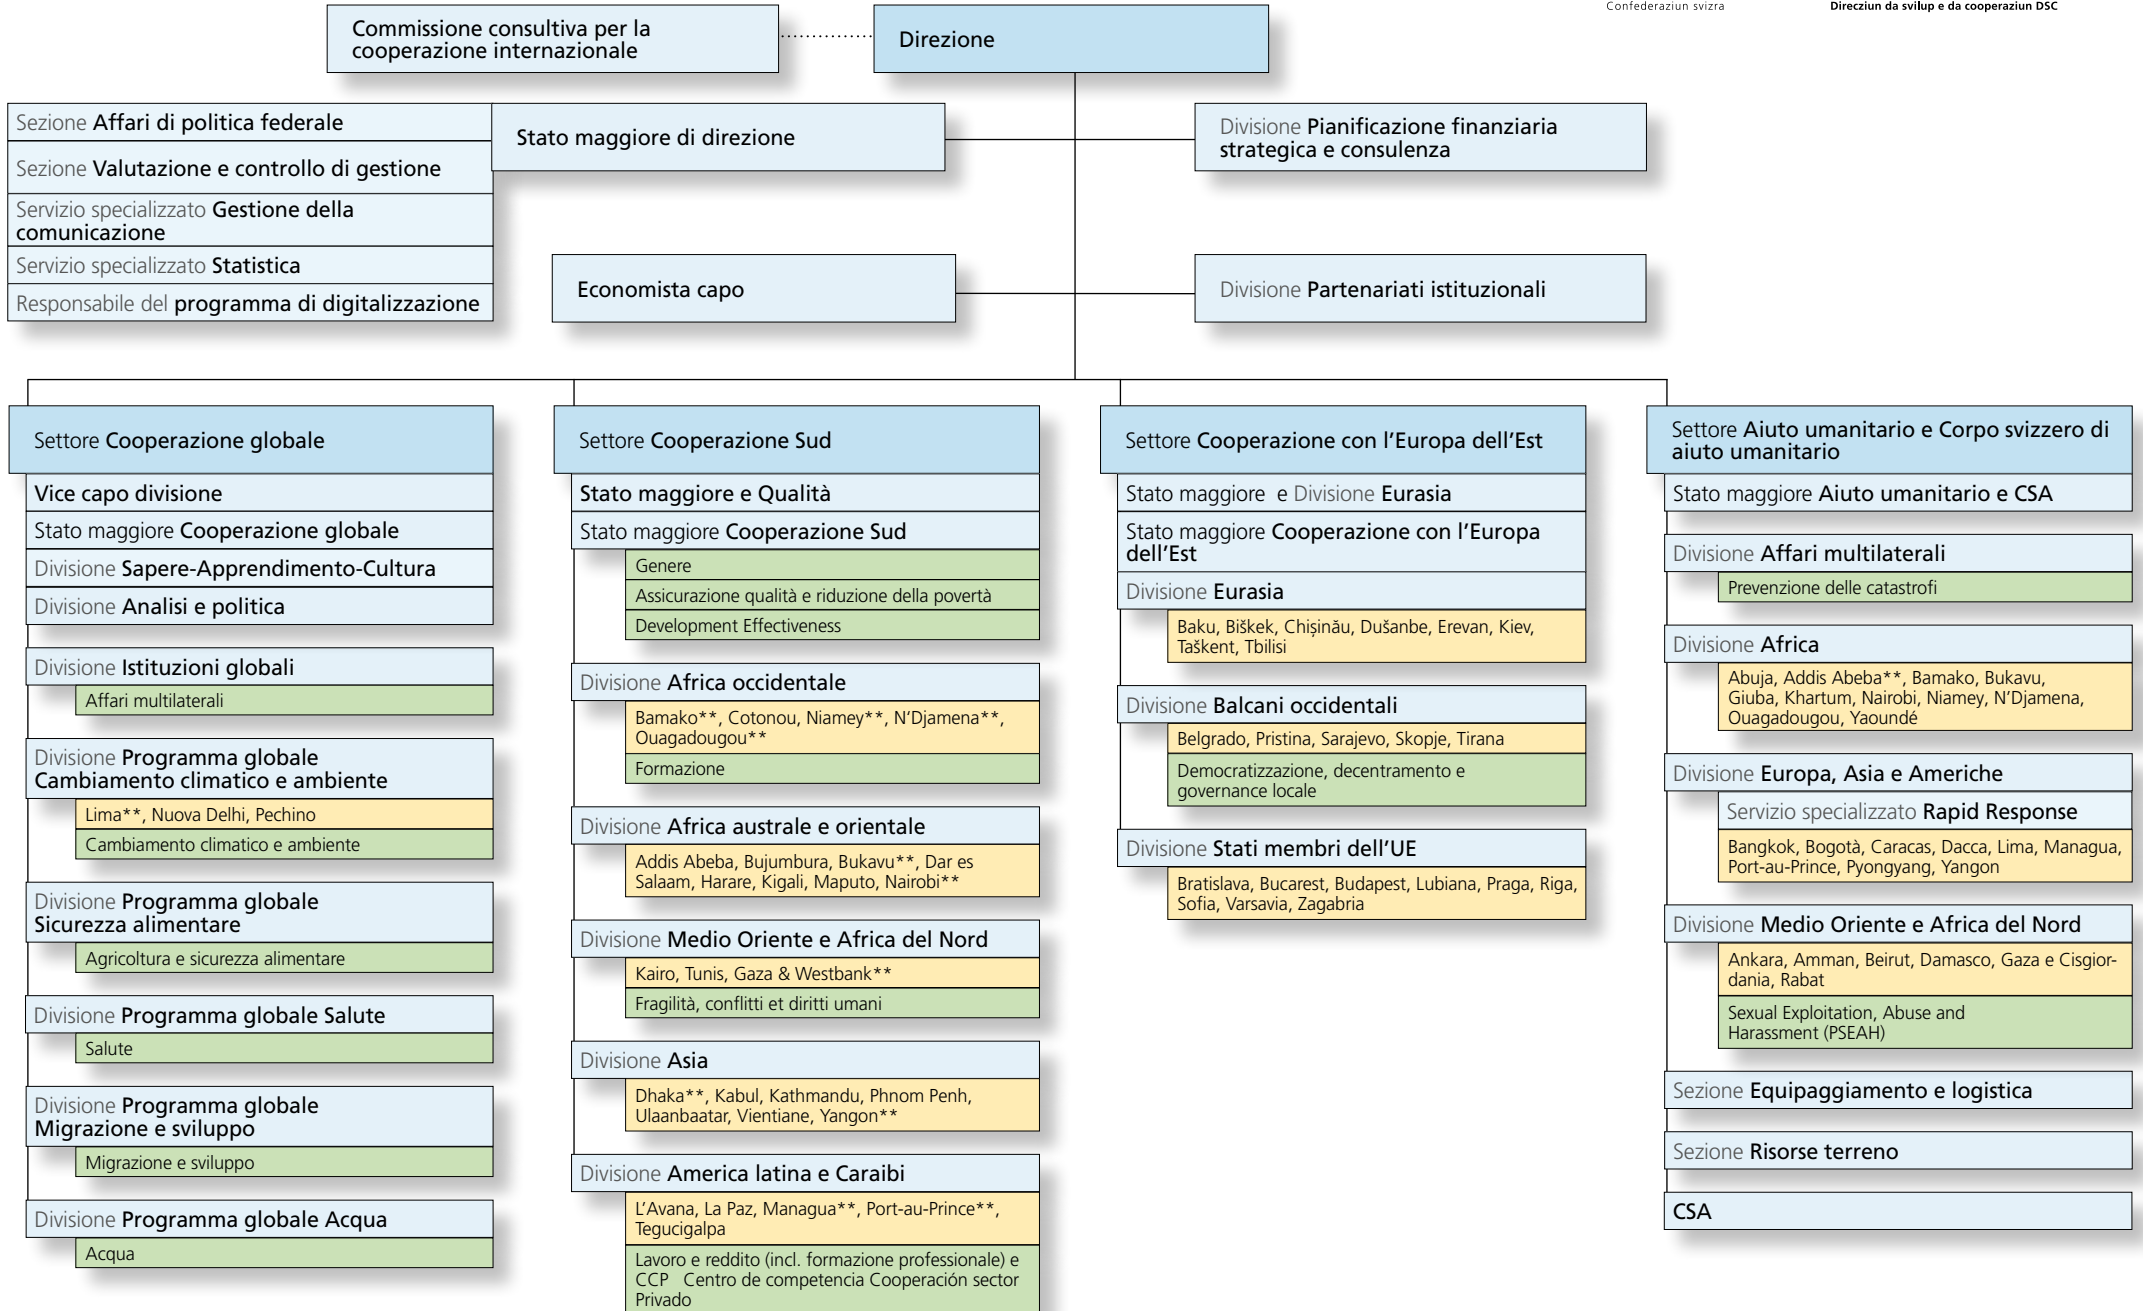 Confederaziun svizra
Direcziun da svilup e da cooperaziun DSC
Commissione consultiva per la
cooperazione internazionale
Direzione
Sezione Affari di politica federale
Sezione Valutazione e controllo di gestione
Servizio specializzato Gestione della
comunicazione
Servizio specializzato Statistica
Responsabile del programma di digitalizzazione
Stato maggiore di direzione
Divisione Pianificazione finanziaria
strategica e consulenza
Economista capo
Divisione Partenariati istituzionali
Settore Cooperazione globale
Vice capo divisione
Stato maggiore Cooperazione globale
Divisione Sapere-Apprendimento-Cultura
Divisione Analisi e politica
Divisione Istituzioni globali
Affari multilaterali
Divisione Programma globale
Cambiamento climatico e ambiente
Lima**, Nuova Delhi, Pechino
Cambiamento climatico e ambiente
Divisione Programma globale
Sicurezza alimentare
Agricoltura e sicurezza alimentare
Divisione Programma globale Salute
Salute
Divisione Programma globale
Migrazione e sviluppo
Migrazione e sviluppo
Divisione Programma globale Acqua
Acqua
Settore Cooperazione Sud
Stato maggiore e Qualità
Stato maggiore Cooperazione Sud
Genere
Assicurazione qualità e riduzione della povertà
Development Effectiveness
Divisione Africa occidentale
Bamako**, Cotonou, Niamey**, N'Djamena**,
Ouagadougou**
Formazione
Divisione Africa australe e orientale
Addis Abeba, Bujumbura, Bukavu**, Dar es
Salaam, Harare, Kigali, Maputo, Nairobi**
Divisione Medio Oriente e Africa del Nord
Kairo, Tunis, Gaza & Westbank**
Fragilità, conflitti et diritti umani
Divisione Asia
Dhaka**, Kabul, Kathmandu, Phnom Penh,
Ulaanbaatar, Vientiane, Yangon**
Divisione America latina e Caraibi
L'Avana, La Paz, Managua**, Port-au-Prince**,
Tegucigalpa
Lavoro e reddito (incl. formazione professionale) e
CCP Centro de competencia Cooperación sector
Privado
Settore Cooperazione con l'Europa dell'Est
Stato maggiore e Divisione Eurasia
Stato maggiore Cooperazione con l'Europa
dell'Est
Divisione Eurasia
Baku, Biškek, Chișinău, Dušanbe, Erevan, Kiev,
Taškent, Tbilisi
Divisione Balcani occidentali
Belgrado, Pristina, Sarajevo, Skopje, Tirana
Democratizzazione, decentramento e
governance locale
Divisione Stati membri dell'UE
Bratislava, Bucarest, Budapest, Lubiana, Praga, Riga,
Sofia, Varsavia, Zagabria
Settore Aiuto umanitario e Corpo svizzero di
aiuto umanitario
Stato maggiore Aiuto umanitario e CSA
Divisione Affari multilaterali
Prevenzione delle catastrofi
Divisione Africa
Abuja, Addis Abeba**, Bamako, Bukavu,
Giuba, Khartum, Nairobi, Niamey, N'Djamena,
Ouagadougou, Yaoundé
Divisione Europa, Asia e Americhe
Servizio specializzato Rapid Response
Bangkok, Bogotà, Caracas, Dacca, Lima, Managua,
Port-au-Prince, Pyongyang, Yangon
Divisione Medio Oriente e Africa del Nord
Ankara, Amman, Beirut, Damasco, Gaza e Cisgior-
dania, Rabat
Sexual Exploitation, Abuse and
Harassment (PSEAH)
Sezione Equipaggiamento e logistica
Sezione Risorse terreno
CSA